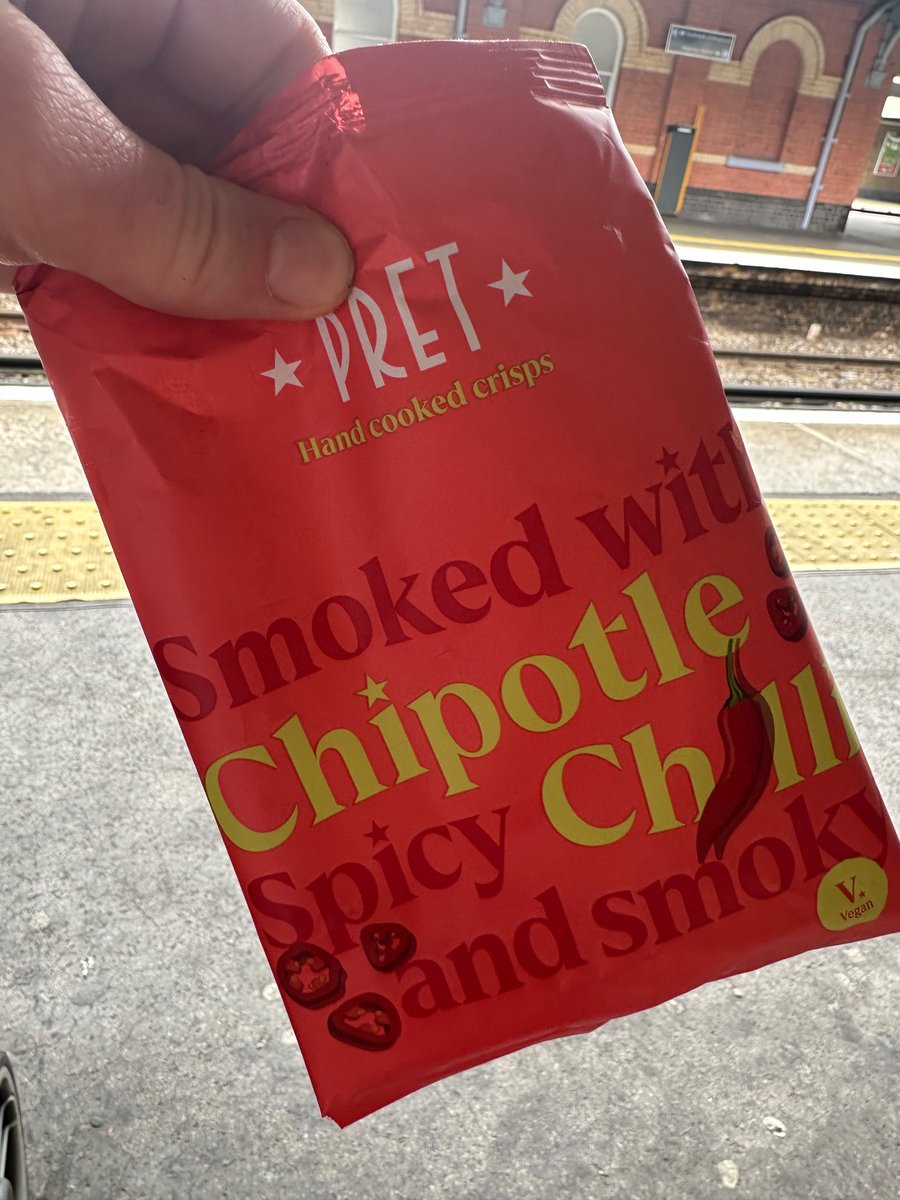 PRET
Hand cooked crisps
Smoked with
Chipotle
Chilli
Spicy
and smoky
V
Vegan